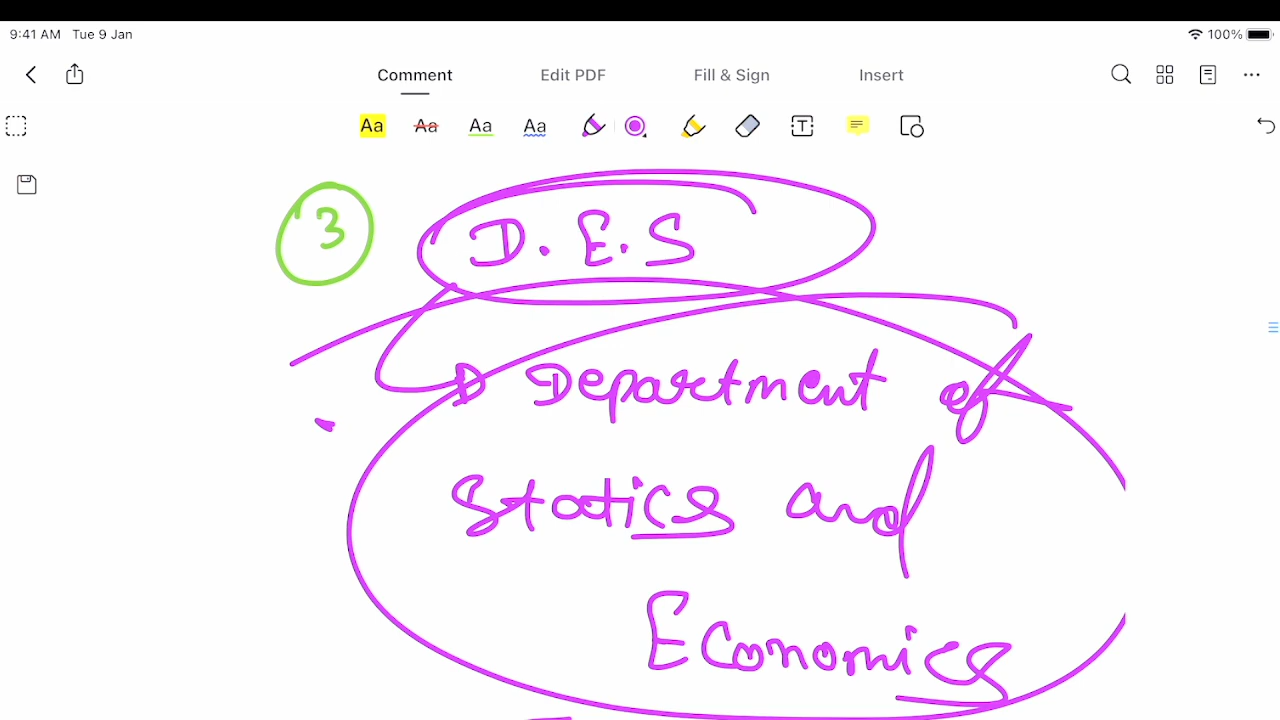 9:41 AM Tue 9 Jan 100%
Comment Edit PDF Fill & Sign Insert
Aa Aa Aa Aa T
3 D.E.S
Department of
Statics and
Economics